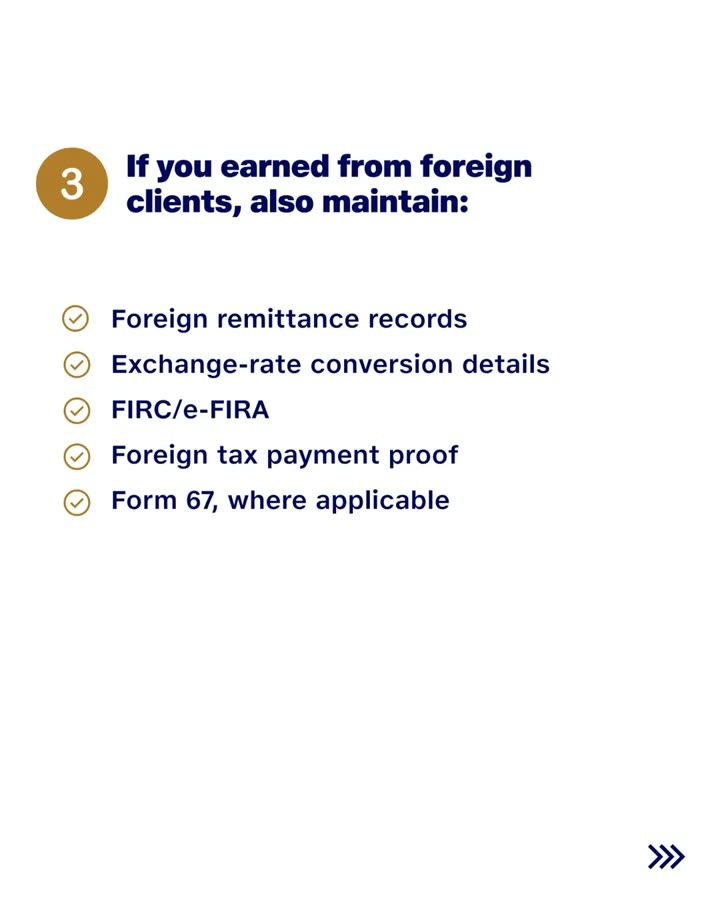 3
If you earned from foreign
clients, also maintain:
Foreign remittance records
Exchange-rate conversion details
FIRC/e-FIRA
Foreign tax payment proof
Form 67, where applicable